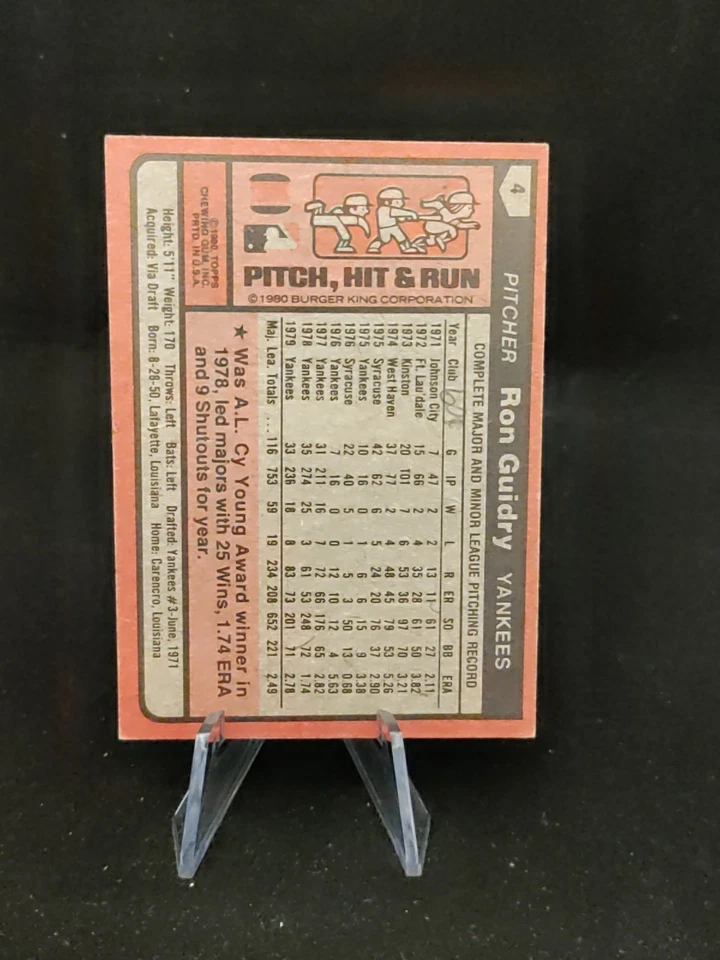 4
PITCHER Ron Guidry YANKEES
PITCH, HIT & RUN
©1980 BURGER KING CORPORATION
©1980, TOPPS
CHEWING GUM, INC.
PRTD. IN U.S.A.
COMPLETE MAJOR AND MINOR LEAGUE PITCHING RECORD
Year Club G IP W L R ER SO BB ERA
1971 Johnson City 7 47 2 2 13 11 61 27 2.11
1972 Ft. Lau'dale 15 66 2 4 35 28 61 50 3.82
1973 Kinston 20 101 7 6 53 36 97 70 3.21
1974 West Haven 37 77 2 4 48 45 79 53 5.26
1975 Syracuse 42 62 6 5 24 20 76 37 2.90
1975 Yankees 10 16 0 1 6 6 15 9 3.38
1976 Syracuse 22 40 5 1 5 3 50 13 0.68
1976 Yankees 7 16 0 0 12 10 12 4 5.63
1977 Yankees 31 211 16 7 72 66 176 65 2.82
1978 Yankees 35 274 25 3 61 53 248 72 1.74
1979 Yankees 33 236 18 8 83 73 201 71 2.78
Maj. Lea. Totals ... 116 753 59 19 234 208 652 221 2.49
★ Was A.L. Cy Young Award winner in
1978, led majors with 25 Wins, 1.74 ERA
and 9 Shutouts for year.
Height: 5'11" Weight: 170 Throws: Left Bats: Left Drafted: Yankees #3-June, 1971
Acquired: Via Draft Born: 8-28-50, Lafayette, Louisiana Home: Carencro, Louisiana